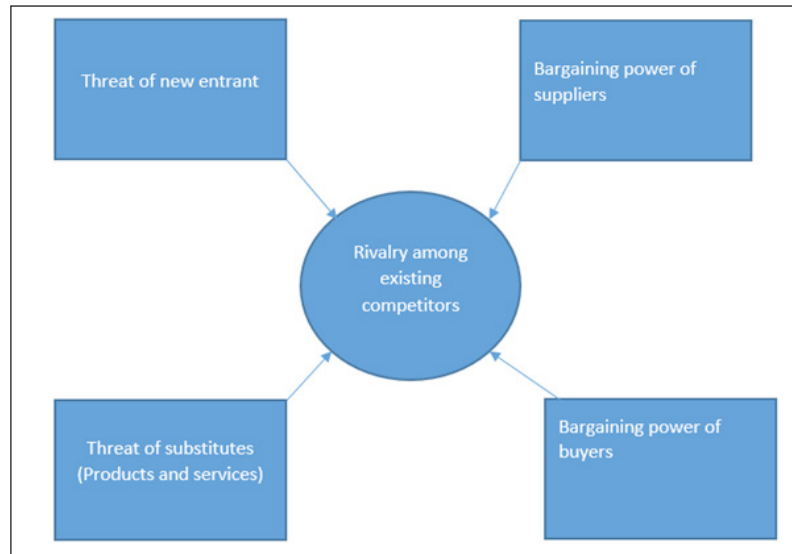 Threat of new entrant
Bargaining power of
suppliers
Rivalry among
existing
competitors
Threat of substitutes
(Products and services)
Bargaining power of
buyers